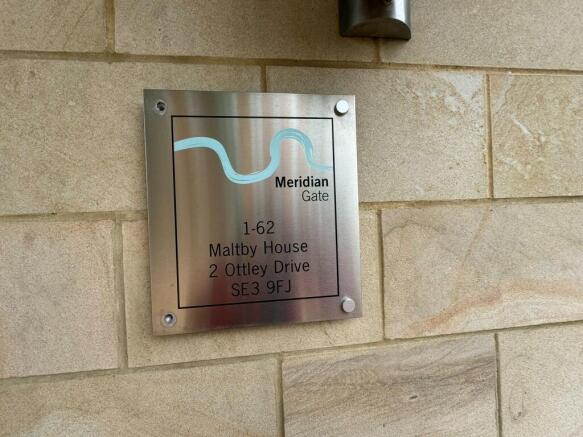 Meridian
Gate
1-62
Maltby House
2 Ottley Drive
SE3 9FJ